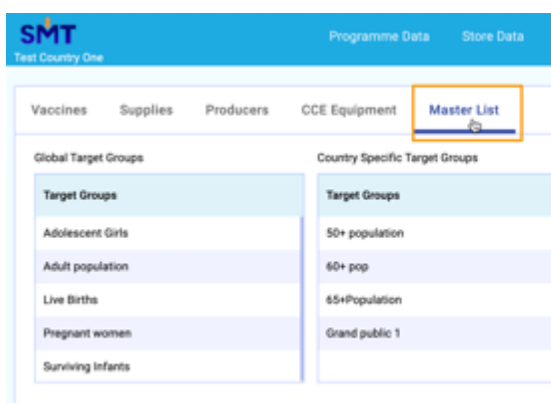 SMT
Programme Data Store Data
Test Country One
Vaccines Supplies Producers CCE Equipment Master List
Global Target Groups Country Specific Target Groups
Target Groups Target Groups
Adolescent Girls 50+ population
Adult population 60+ pop
Live Births 65+Population
Pregnant women Grand public 1
Surviving Infants